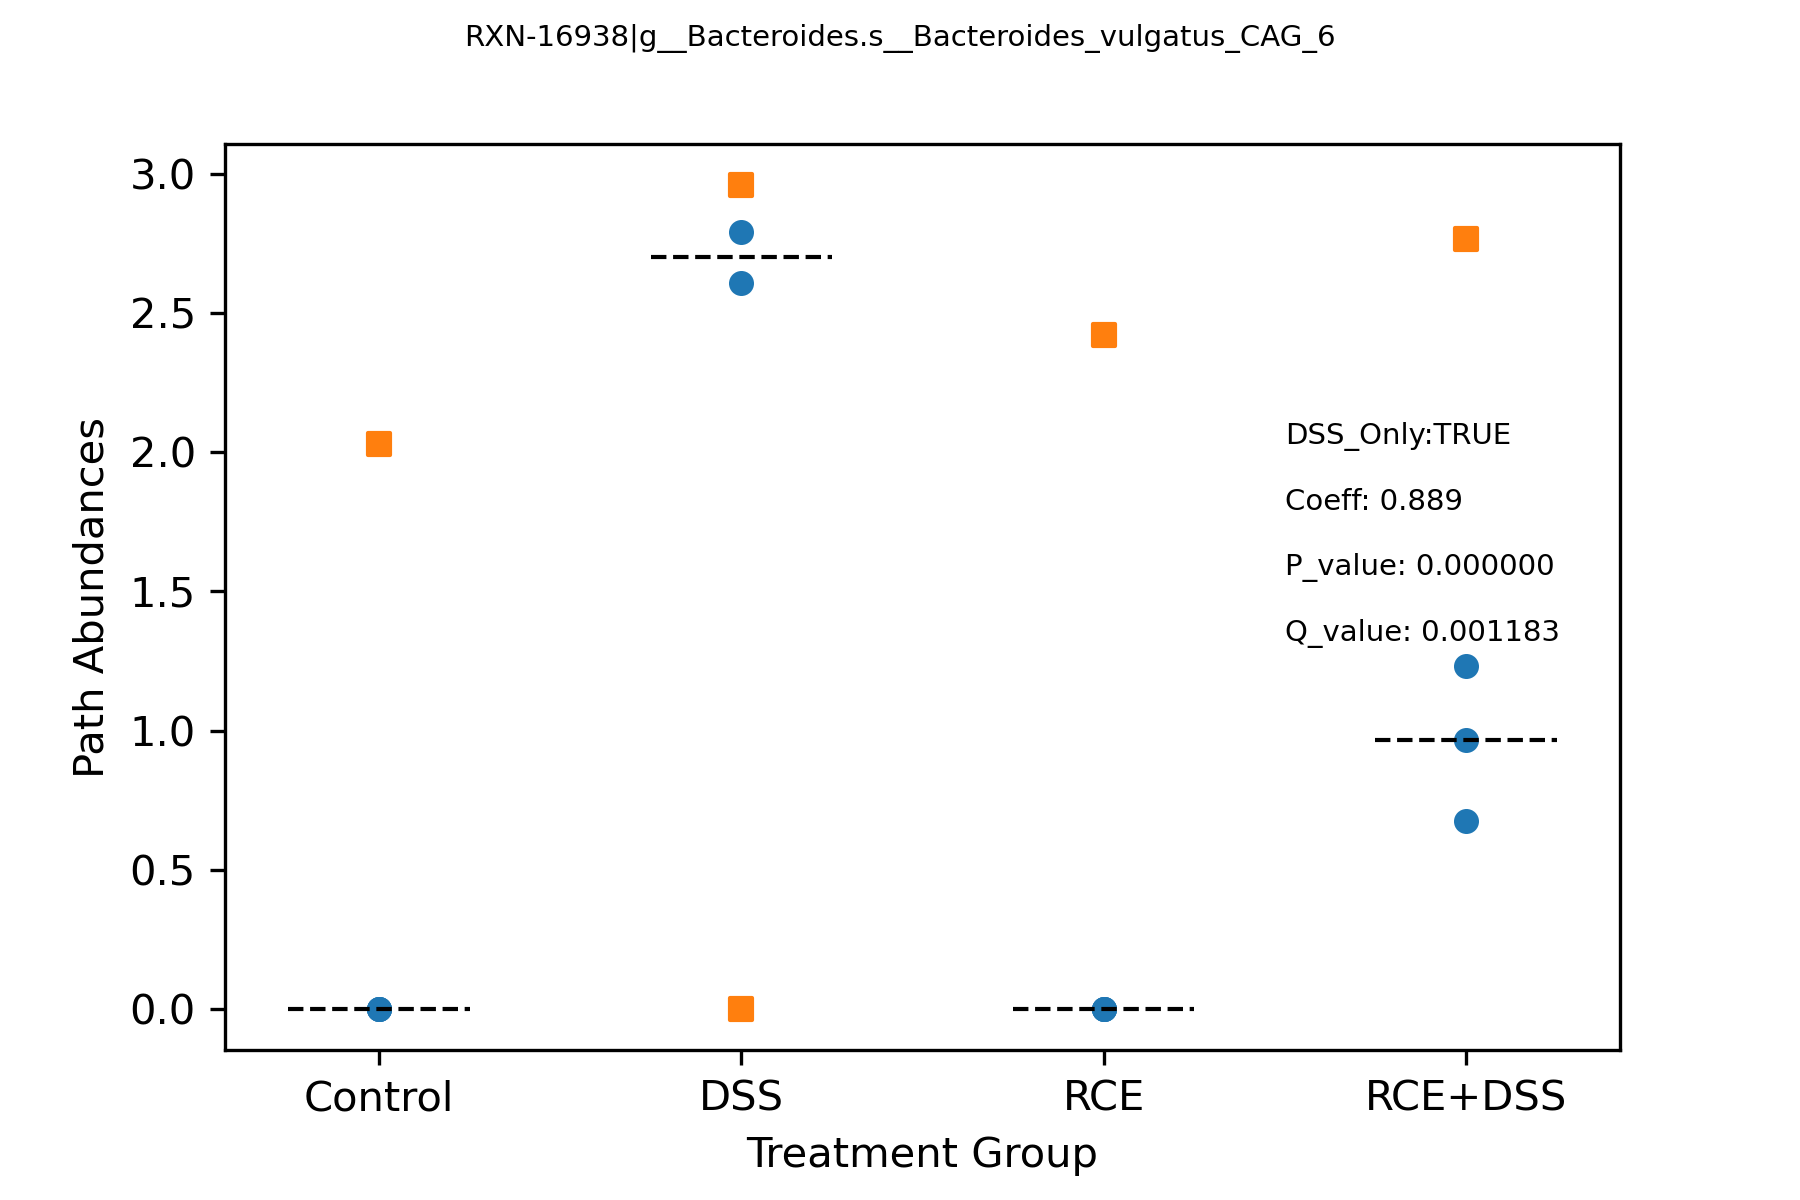 RXN-16938|g__Bacteroides.s__Bacteroides_vulgatus_CAG_6
3.0
2.5
2.0
1.5
1.0
0.5
0.0
Path Abundances
DSS_Only:TRUE
Coeff: 0.889
P_value: 0.000000
Q_value: 0.001183
Control
DSS
RCE
RCE+DSS
Treatment Group